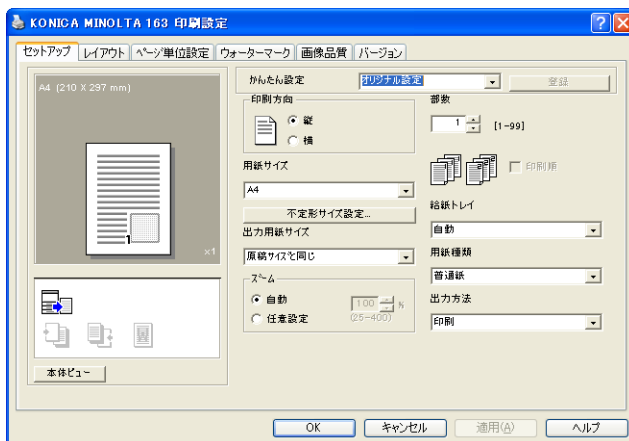 KONICA MINOLTA 163 印刷設定
セットアップ レイアウト ページ単位設定 ウォーターマーク 画像品質 バージョン
A4 (210 X 297 mm)
1
x1
本体ビュー
かんたん設定 オリジナル設定 登録
印刷方向
縦
横
用紙サイズ
A4
不定形サイズ設定...
出力用紙サイズ
原稿サイズと同じ
ズーム
自動 100 %
任意設定 (25-400)
部数
1 [1-99]
印刷順
給紙トレイ
自動
用紙種類
普通紙
出力方法
印刷
OK キャンセル 適用(A) ヘルプ